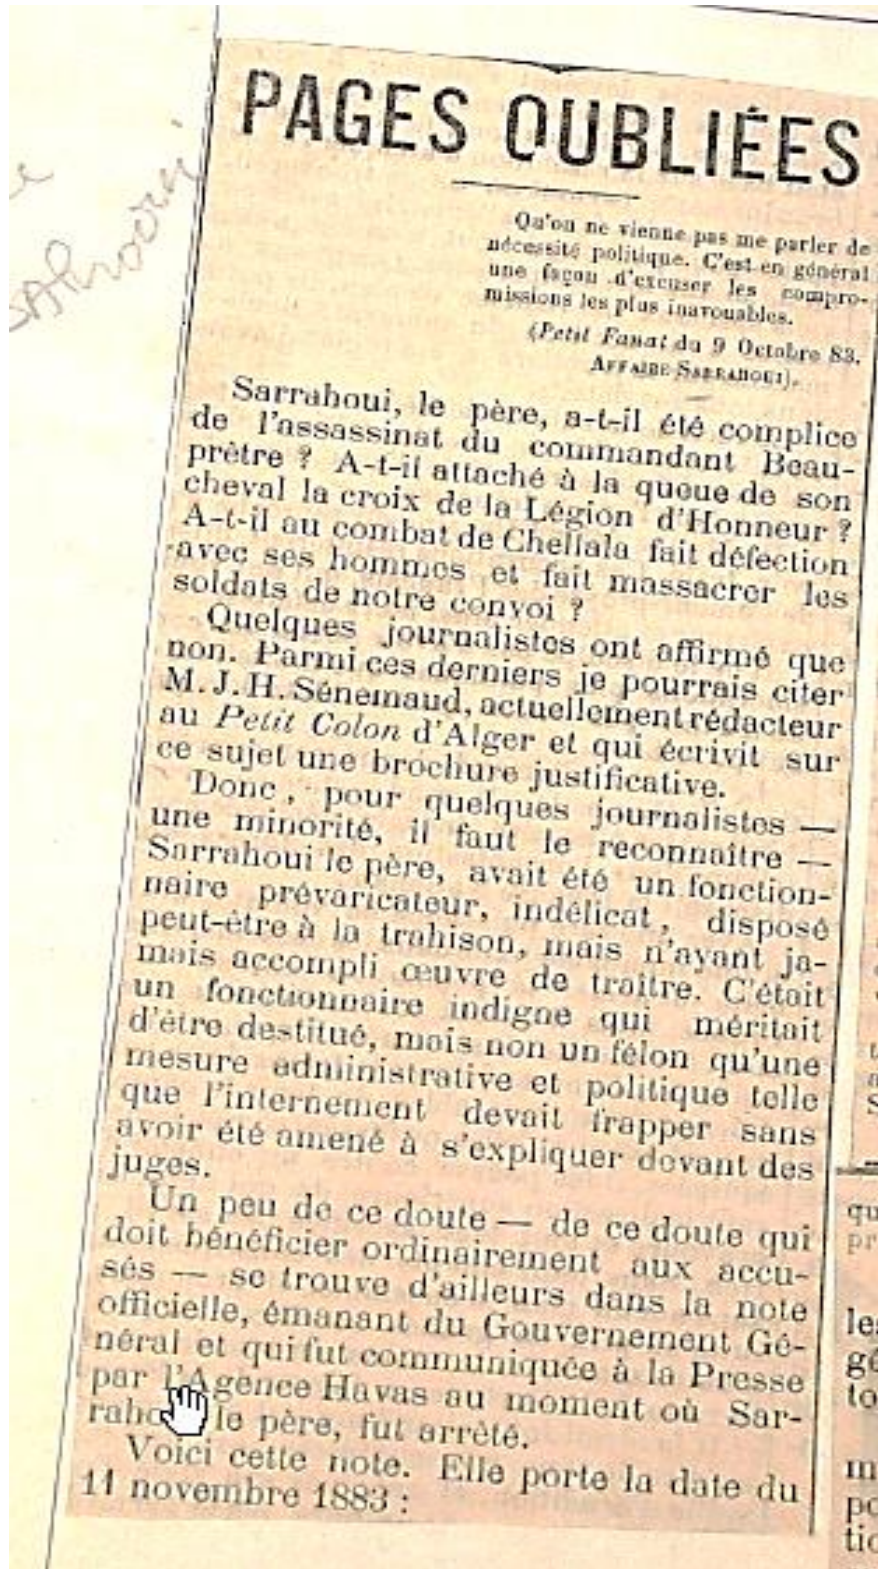 PAGES OUBLIÉES
Qu'on ne vienne pas me parler de
nécessité politique. C'est en général
une façon d'excuser les compro-
missions les plus inavouables.
(Petit Fanat du 9 Octobre 83.
AFFAIRE SARRAHOUI).
Sarrahoui, le père, a-t-il été complice
de l'assassinat du commandant Beau-
prêtre ? A-t-il attaché à la queue de son
cheval la croix de la Légion d'Honneur ?
A-t-il au combat de Chellala fait défection
avec ses hommes et fait massacrer les
soldats de notre convoi ?
Quelques journalistes ont affirmé que
non. Parmi ces derniers je pourrais citer
M. J. H. Sénemaud, actuellement rédacteur
au Petit Colon d'Alger et qui écrivit sur
ce sujet une brochure justificative.
Donc, pour quelques journalistes —
une minorité, il faut le reconnaître —
Sarrahoui le père, avait été un fonction-
naire prévaricateur, indélicat, disposé
peut-être à la trahison, mais n'ayant ja-
mais accompli œuvre de traître. C'était
un fonctionnaire indigne qui méritait
d'être destitué, mais non un félon qu'une
mesure administrative et politique telle
que l'internement devait frapper sans
avoir été amené à s'expliquer devant des
juges.
Un peu de ce doute — de ce doute qui
doit bénéficier ordinairement aux accu-
sés — se trouve d'ailleurs dans la note
officielle, émanant du Gouvernement Gé-
néral et qui fut communiquée à la Presse
par l'Agence Havas au moment où Sar-
raho le père, fut arrêté.
Voici cette note. Elle porte la date du
11 novembre 1883 :